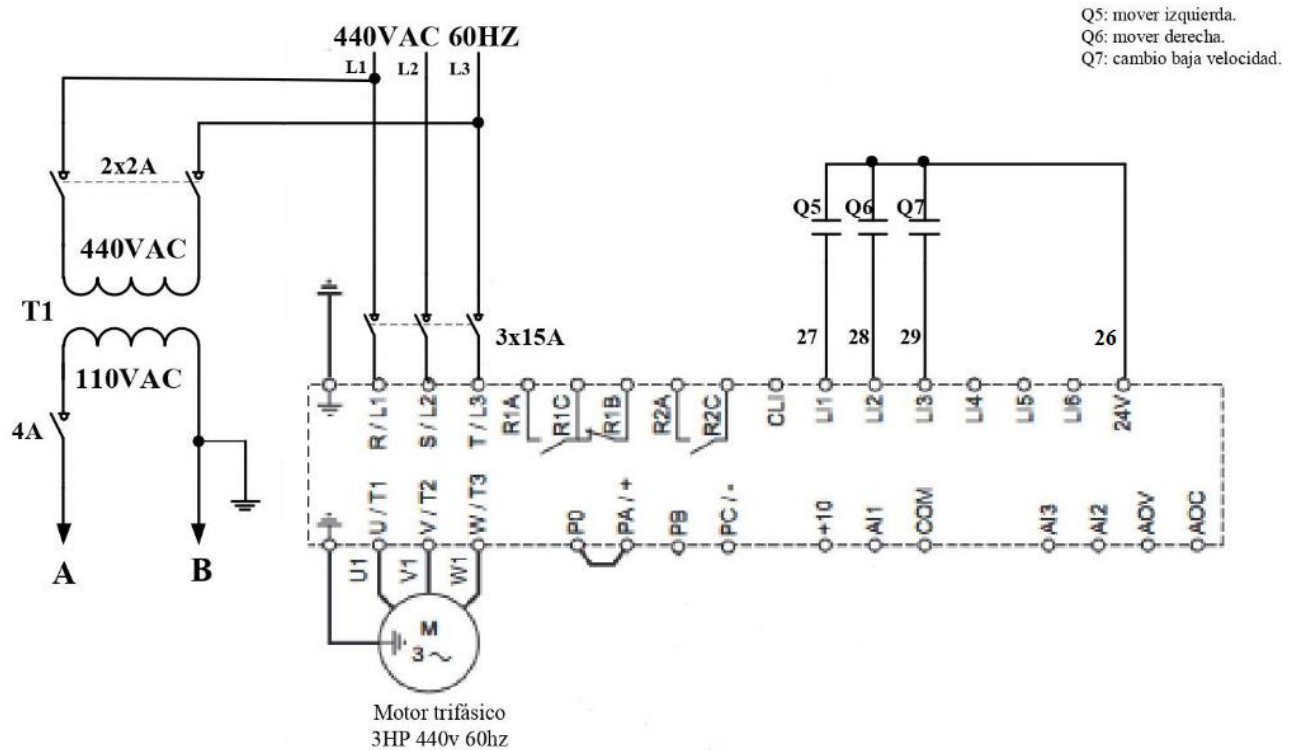 Q5: mover izquierda.
Q6: mover derecha.
Q7: cambio baja velocidad.
440VAC 60HZ
L1 L2 L3
2x2A
440VAC
T1
110VAC
4A
A B
3x15A
Q5 Q6 Q7
27 28 29 26
R / L1
S / L2
T / L3
R1A
R1C
R1B
R2A
R2C
CLI
LI1
LI2
LI3
LI4
LI5
LI6
24V
U / T1
V / T2
W / T3
P0
PA / +
PB
PC / -
+10
AI1
COM
AI3
AI2
AOV
AOC
U1
V1
W1
M
3 ~
Motor trifásico
3HP 440v 60hz